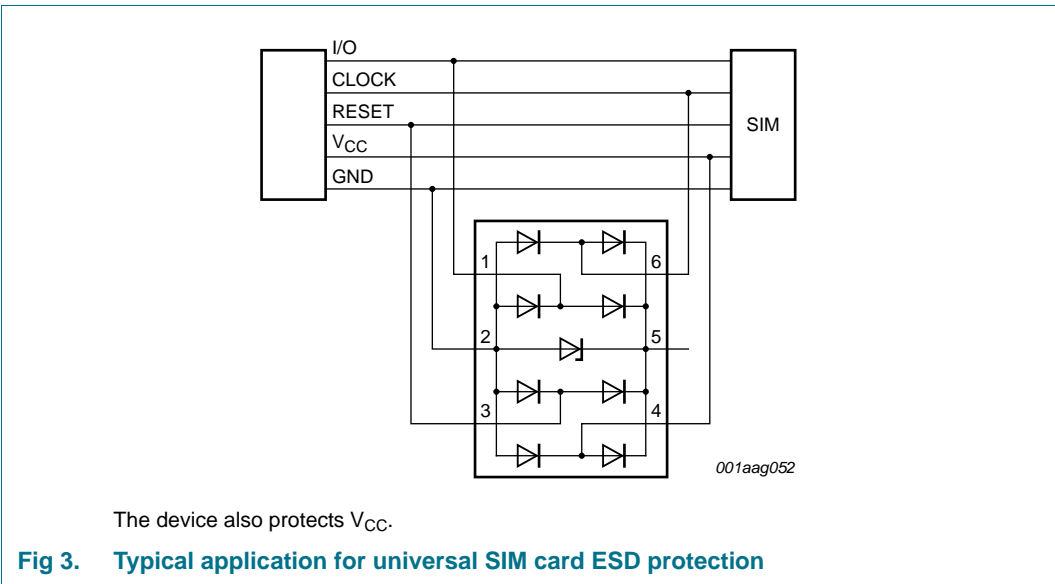 I/O
CLOCK
RESET
VCC
GND
SIM
1
6
2
5
3
4
001aag052
The device also protects VCC.
Fig 3. Typical application for universal SIM card ESD protection